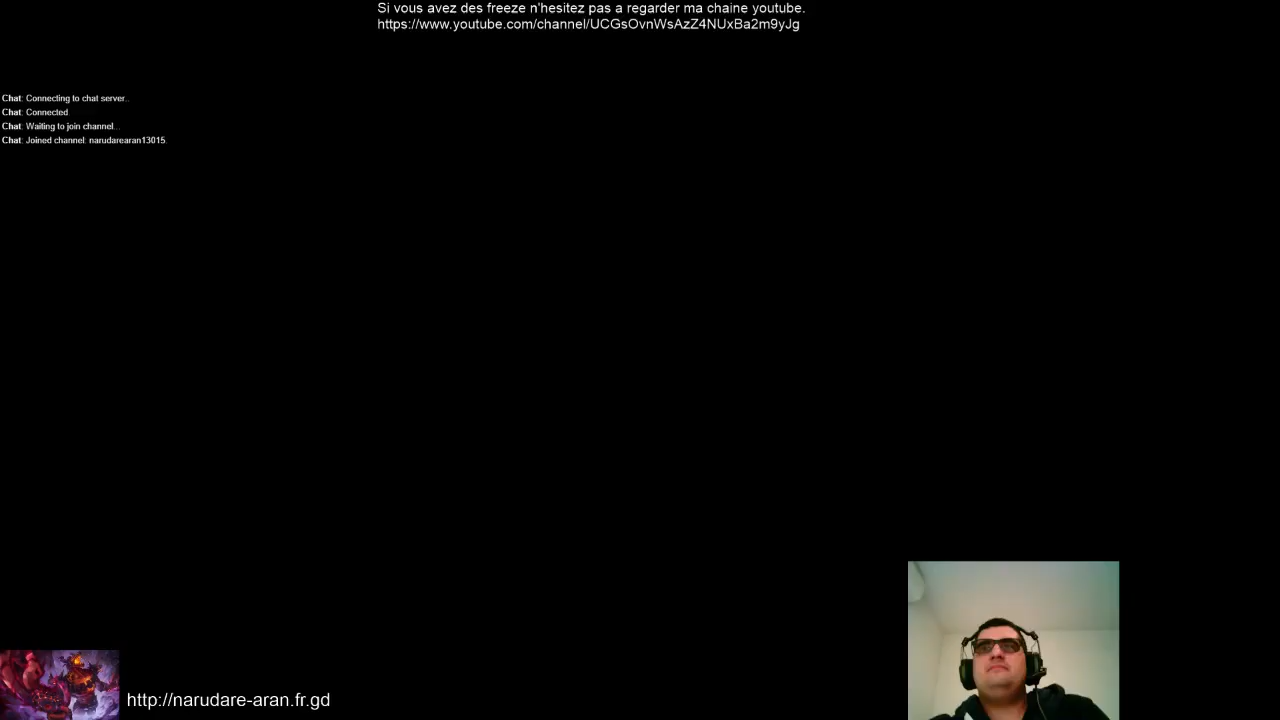 Si vous avez des freeze n'hesitez pas a regarder ma chaine youtube.
https://www.youtube.com/channel/UCGsOvnWsAzZ4NUxBa2m9yJg
Chat: Connecting to chat server..
Chat: Connected
Chat: Waiting to join channel...
Chat: Joined channel: narudarearan13015.
http://narudare-aran.fr.gd